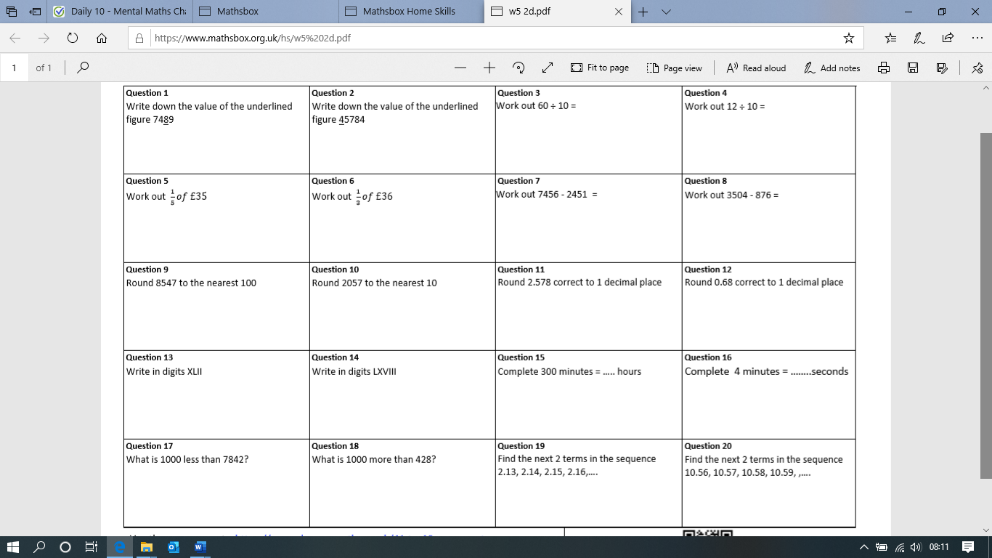 Daily 10 - Mental Maths Cha
Mathsbox
Mathsbox Home Skills
w5 2d.pdf
https://www.mathsbox.org.uk/hs/w5%202d.pdf
1 of 1
Fit to page
Page view
Read aloud
Add notes
Question 1
Write down the value of the underlined
figure 7489
Question 2
Write down the value of the underlined
figure 45784
Question 3
Work out 60 ÷ 10 =
Question 4
Work out 12 ÷ 10 =
Question 5
Work out 1/5 of £35
Question 6
Work out 1/3 of £36
Question 7
Work out 7456 - 2451 =
Question 8
Work out 3504 - 876 =
Question 9
Round 8547 to the nearest 100
Question 10
Round 2057 to the nearest 10
Question 11
Round 2.578 correct to 1 decimal place
Question 12
Round 0.68 correct to 1 decimal place
Question 13
Write in digits XLII
Question 14
Write in digits LXVIII
Question 15
Complete 300 minutes = ..... hours
Question 16
Complete 4 minutes = ........seconds
Question 17
What is 1000 less than 7842?
Question 18
What is 1000 more than 428?
Question 19
Find the next 2 terms in the sequence
2.13, 2.14, 2.15, 2.16,....
Question 20
Find the next 2 terms in the sequence
10.56, 10.57, 10.58, 10.59, ,.....
08:11